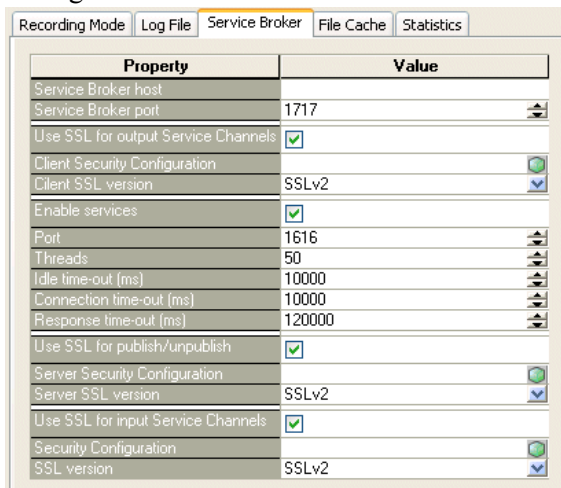 Recording Mode Log File Service Broker File Cache Statistics
Property Value
Service Broker host
Service Broker port 1717
Use SSL for output Service Channels
Client Security Configuration
Cilent SSL version SSLv2
Enable services
Port 1616
Threads 50
Idle time-out (ms) 10000
Connection time-out (ms) 10000
Response time-out (ms) 120000
Use SSL for publish/unpublish
Server Security Configuration
Server SSL version SSLv2
Use SSL for input Service Channels
Security Configuration
SSL version SSLv2